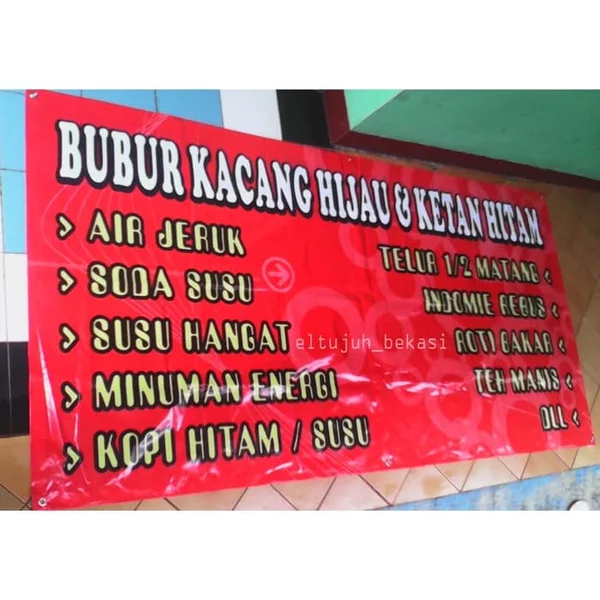 BUBUR KACANG HIJAU & KETAN HITAM
> AIR JERUK
> SODA SUSU
> SUSU HANGAT
> MINUMAN ENERGI
> KOPI HITAM / SUSU
TELUR 1/2 MATANG <
INDOMIE REBUS <
ROTI BAKAR <
TEH MANIS <
DLL <
eltujuh_bekasi